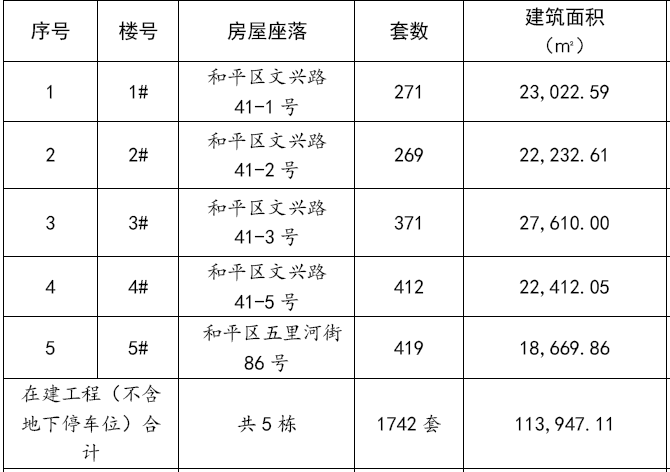 序号 楼号 房屋座落 套数 建筑面积
（㎡）
1 1# 和平区文兴路
41-1 号 271 23,022.59
2 2# 和平区文兴路
41-2 号 269 22,232.61
3 3# 和平区文兴路
41-3 号 371 27,610.00
4 4# 和平区文兴路
41-5 号 412 22,412.05
5 5# 和平区五里河街
86 号 419 18,669.86
在建工程（不含
地下停车位）合
计 共 5 栋 1742 套 113,947.11